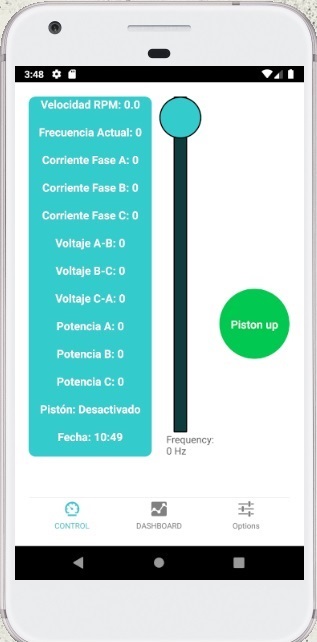 3:48
Velocidad RPM: 0.0
Frecuencia Actual: 0
Corriente Fase A: 0
Corriente Fase B: 0
Corriente Fase C: 0
Voltaje A-B: 0
Voltaje B-C: 0
Voltaje C-A: 0
Potencia A: 0
Potencia B: 0
Potencia C: 0
Pistón: Desactivado
Fecha: 10:49
Piston up
Frequency:
0 Hz
CONTROL
DASHBOARD
Options